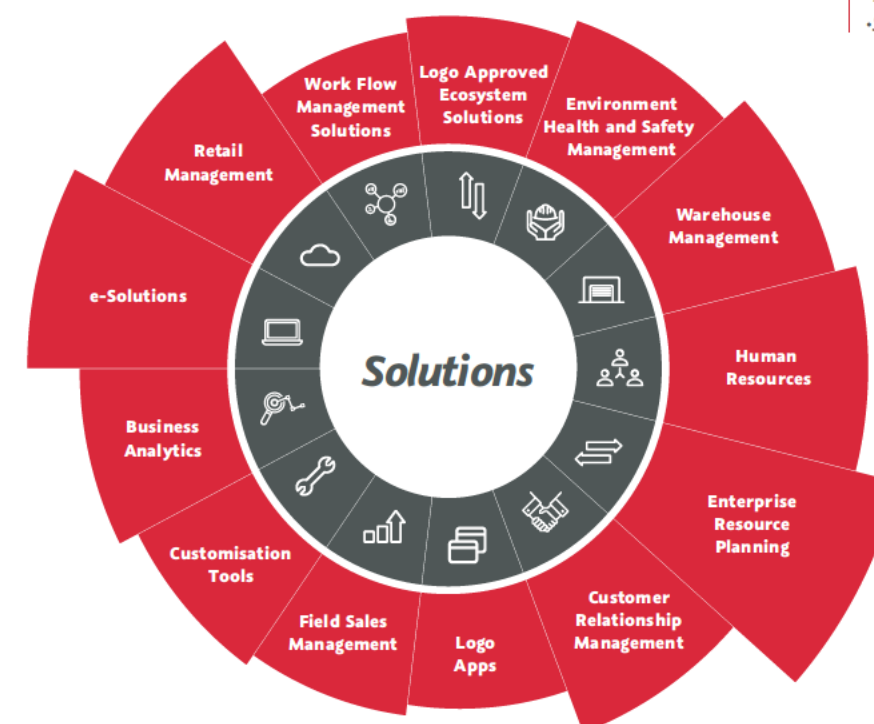 Logo Approved
Ecosystem
Solutions
Environment
Health and Safety
Management
Warehouse
Management
Human
Resources
Enterprise
Resource
Planning
Customer
Relationship
Management
Logo
Apps
Field Sales
Management
Customisation
Tools
Business
Analytics
e-Solutions
Retail
Management
Work Flow
Management
Solutions
Solutions